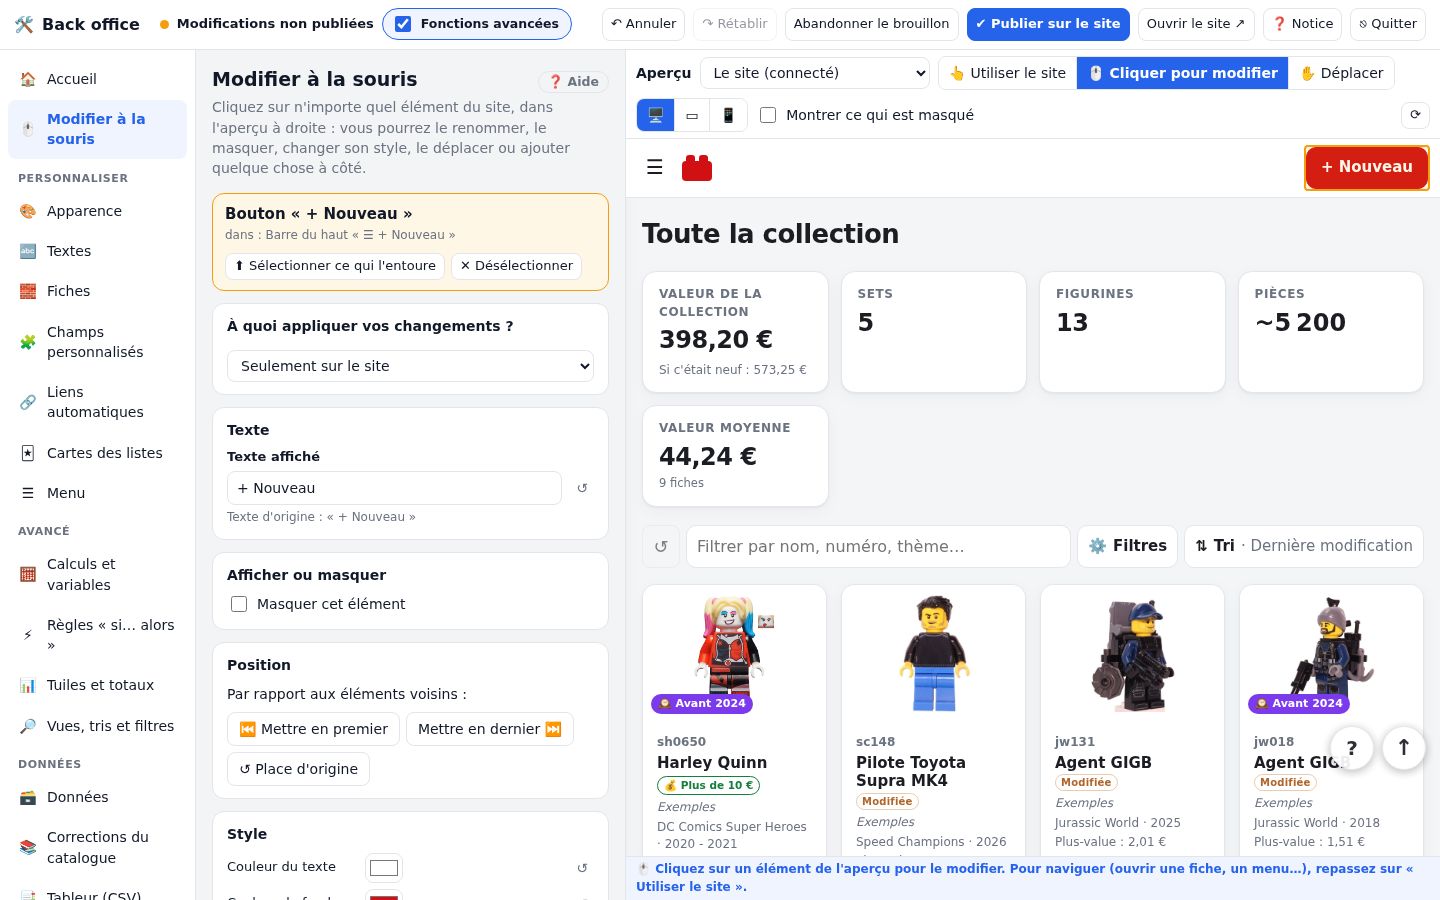 🛠️ Back office
Modifications non publiées
Fonctions avancées
↶ Annuler
↷ Rétablir
Abandonner le brouillon
✔ Publier sur le site
Ouvrir le site ↗
❓ Notice
⎋ Quitter
🏠 Accueil
🖱️ Modifier à la
souris
PERSONNALISER
🎨 Apparence
🔤 Textes
🧱 Fiches
🧩 Champs
personnalisés
🔗 Liens
automatiques
🃏 Cartes des listes
☰ Menu
AVANCÉ
🧮 Calculs et
variables
⚡ Règles « si… alors
»
📊 Tuiles et totaux
🔎 Vues, tris et filtres
DONNÉES
🗃️ Données
📚 Corrections du
catalogue
📑 Tableur (CSV)
Modifier à la souris
❓ Aide
Cliquez sur n'importe quel élément du site, dans
l'aperçu à droite : vous pourrez le renommer, le
masquer, changer son style, le déplacer ou ajouter
quelque chose à côté.
Bouton « + Nouveau »
dans : Barre du haut « ☰ + Nouveau »
⬆ Sélectionner ce qui l'entoure
✕ Désélectionner
À quoi appliquer vos changements ?
Seulement sur le site
Texte
Texte affiché
+ Nouveau
↺
Texte d'origine : « + Nouveau »
Afficher ou masquer
Masquer cet élément
Position
Par rapport aux éléments voisins :
⏪ Mettre en premier
Mettre en dernier ⏩
↺ Place d'origine
Style
Couleur du texte
↺
Aperçu
Le site (connecté)
👆 Utiliser le site
🖱️ Cliquer pour modifier
✋ Déplacer
🖥️ ▭ 📱
Montrer ce qui est masqué
⟳
☰
+ Nouveau
Toute la collection
VALEUR DE LA
COLLECTION
398,20 €
Si c'était neuf : 573,25 €
SETS
5
FIGURINES
13
PIÈCES
~5 200
VALEUR MOYENNE
44,24 €
9 fiches
↺
Filtrer par nom, numéro, thème…
⚙️ Filtres
⇅ Tri · Dernière modification
🕰️ Avant 2024
sh0650
Harley Quinn
💰 Plus de 10 €
Exemples
DC Comics Super Heroes
· 2020 - 2021
sc148
Pilote Toyota
Supra MK4
Modifiée
Exemples
Speed Champions · 2026
jw131
Agent GIGB
Modifiée
Exemples
Jurassic World · 2025
Plus-value : 2,01 €
🕰️ Avant 2024
jw018
Agent GIGB
Modifiée
Exemples
Jurassic World · 2018
Plus-value : 1,51 €
?
↑
🖱️ Cliquez sur un élément de l'aperçu pour le modifier. Pour naviguer (ouvrir une fiche, un menu…), repassez sur «
Utiliser le site ».